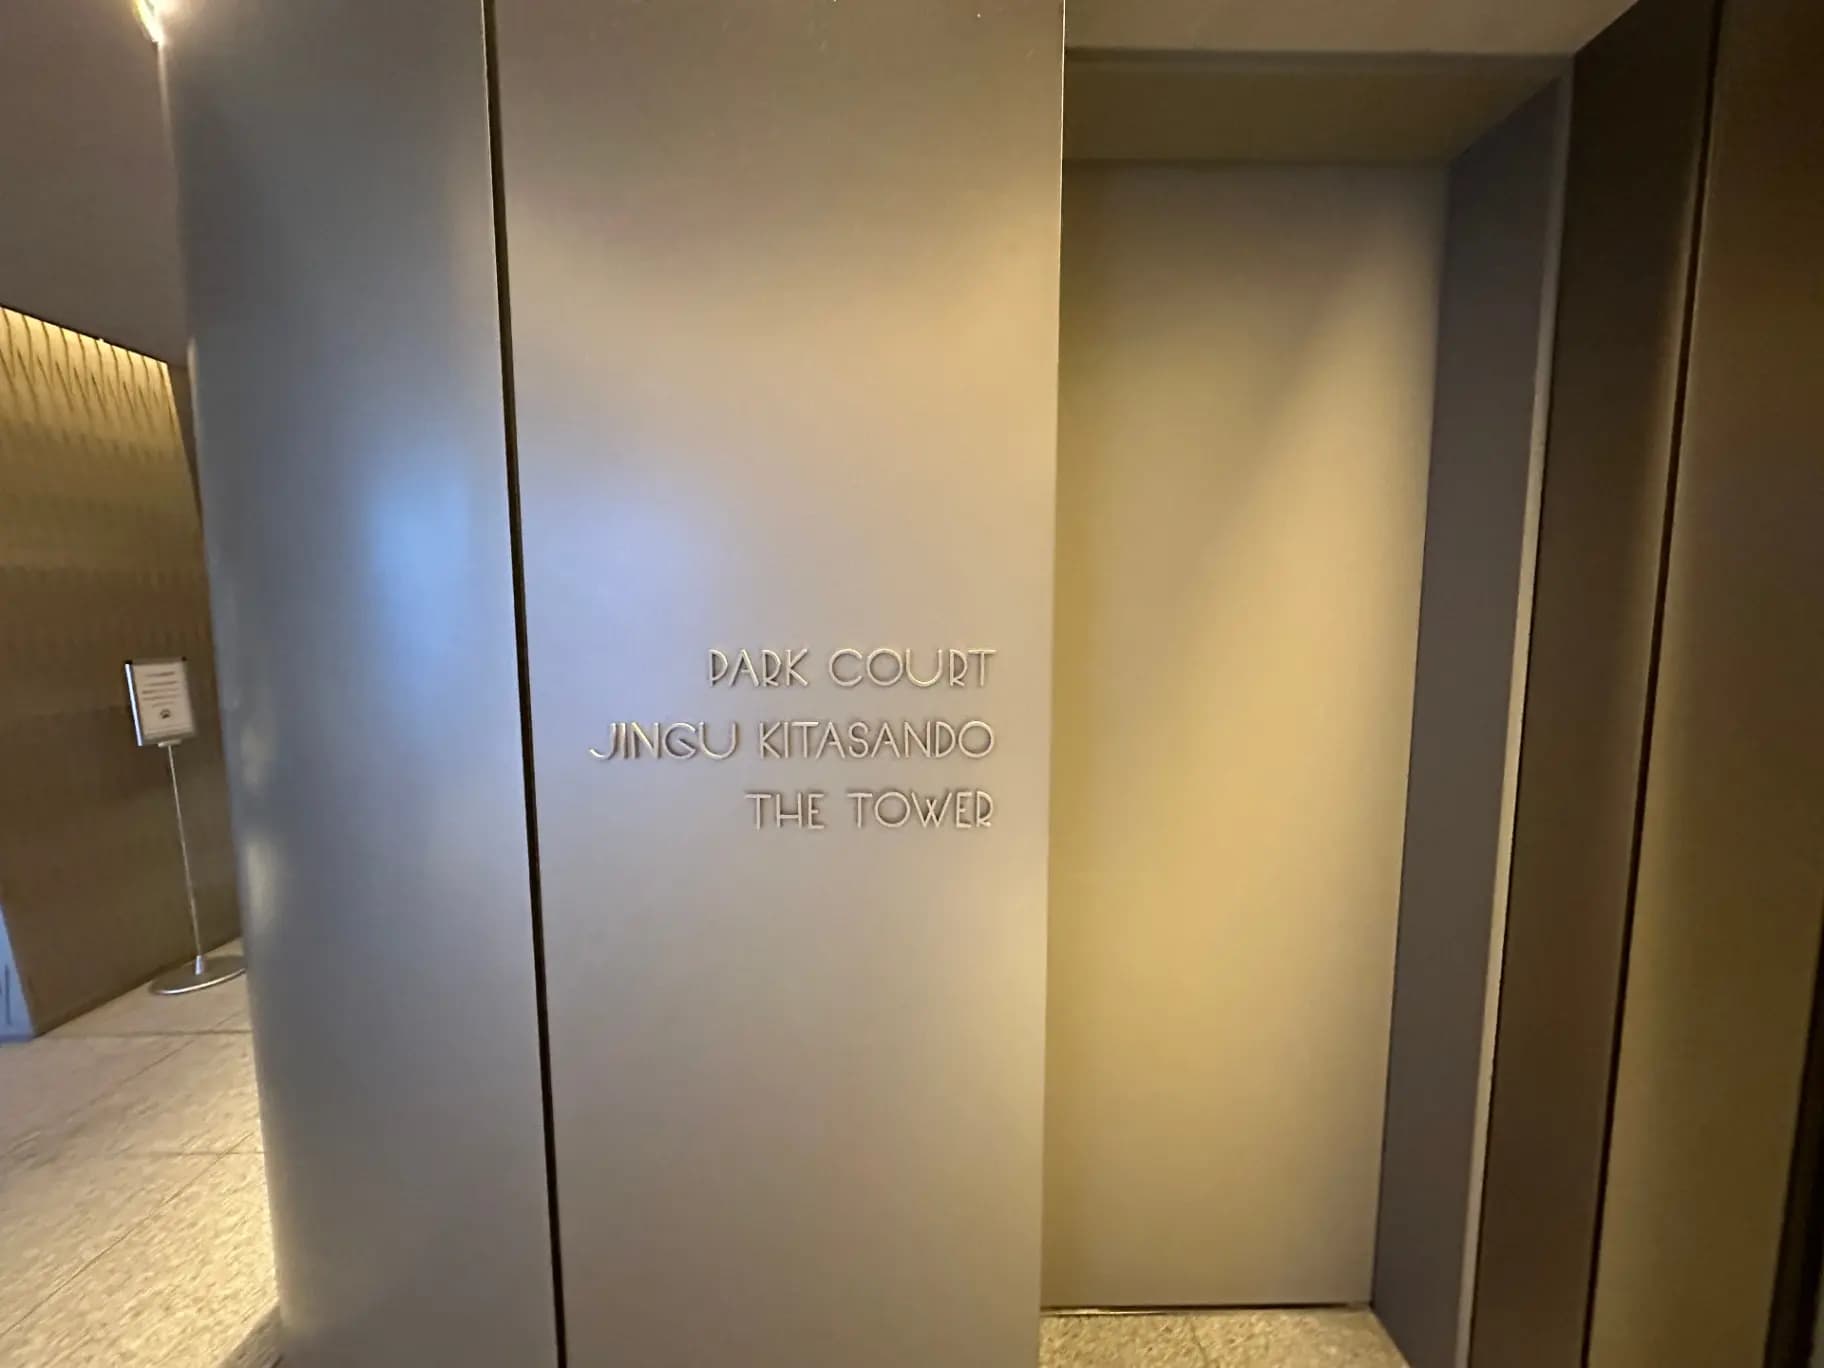 PARK COURT
JINGU KITASANDO
THE TOWER